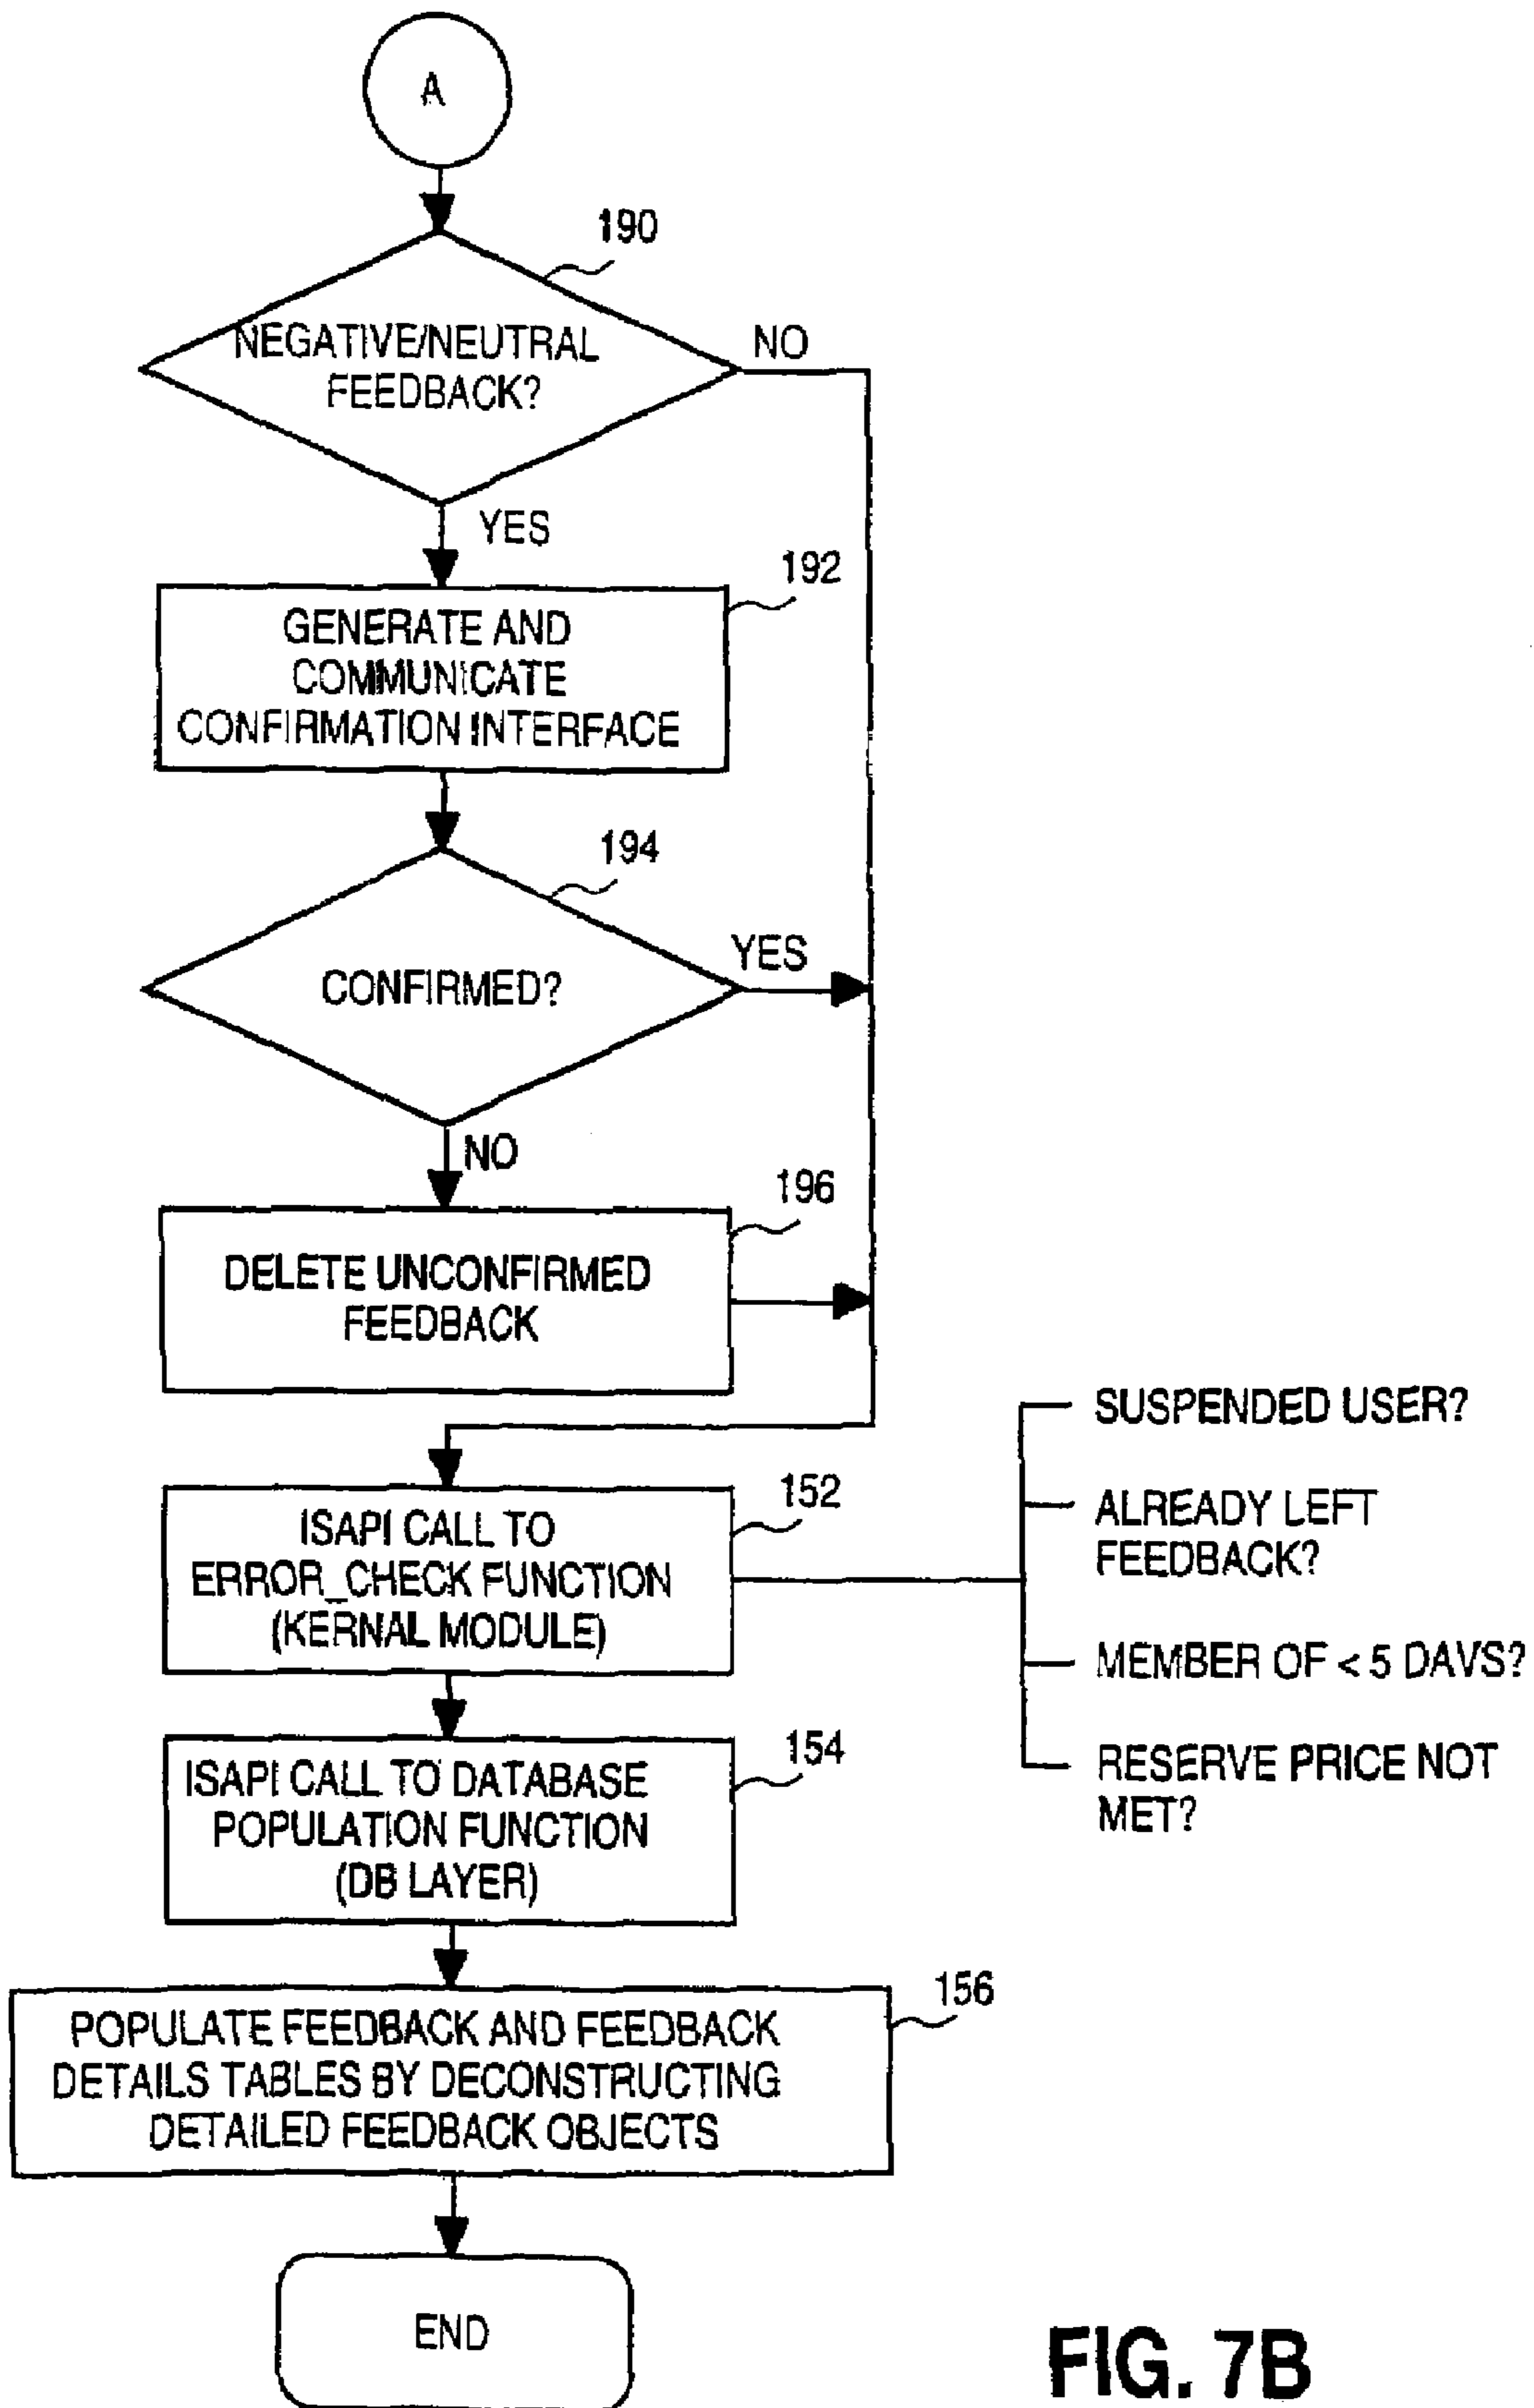 A
190
NEGATIVE/NEUTRAL
FEEDBACK?
NO
YES
192
GENERATE AND
COMMUNICATE
CONFIRMATION INTERFACE
194
CONFIRMED?
YES
NO
196
DELETE UNCONFIRMED
FEEDBACK
152
ISAPI CALL TO
ERROR_CHECK FUNCTION
(KERNAL MODULE)
SUSPENDED USER?
ALREADY LEFT
FEEDBACK?
MEMBER OF < 5 DAVS?
RESERVE PRICE NOT
MET?
154
ISAPI CALL TO DATABASE
POPULATION FUNCTION
(DB LAYER)
156
POPULATE FEEDBACK AND FEEDBACK
DETAILS TABLES BY DECONSTRUCTING
DETAILED FEEDBACK OBJECTS
END
FIG. 7B